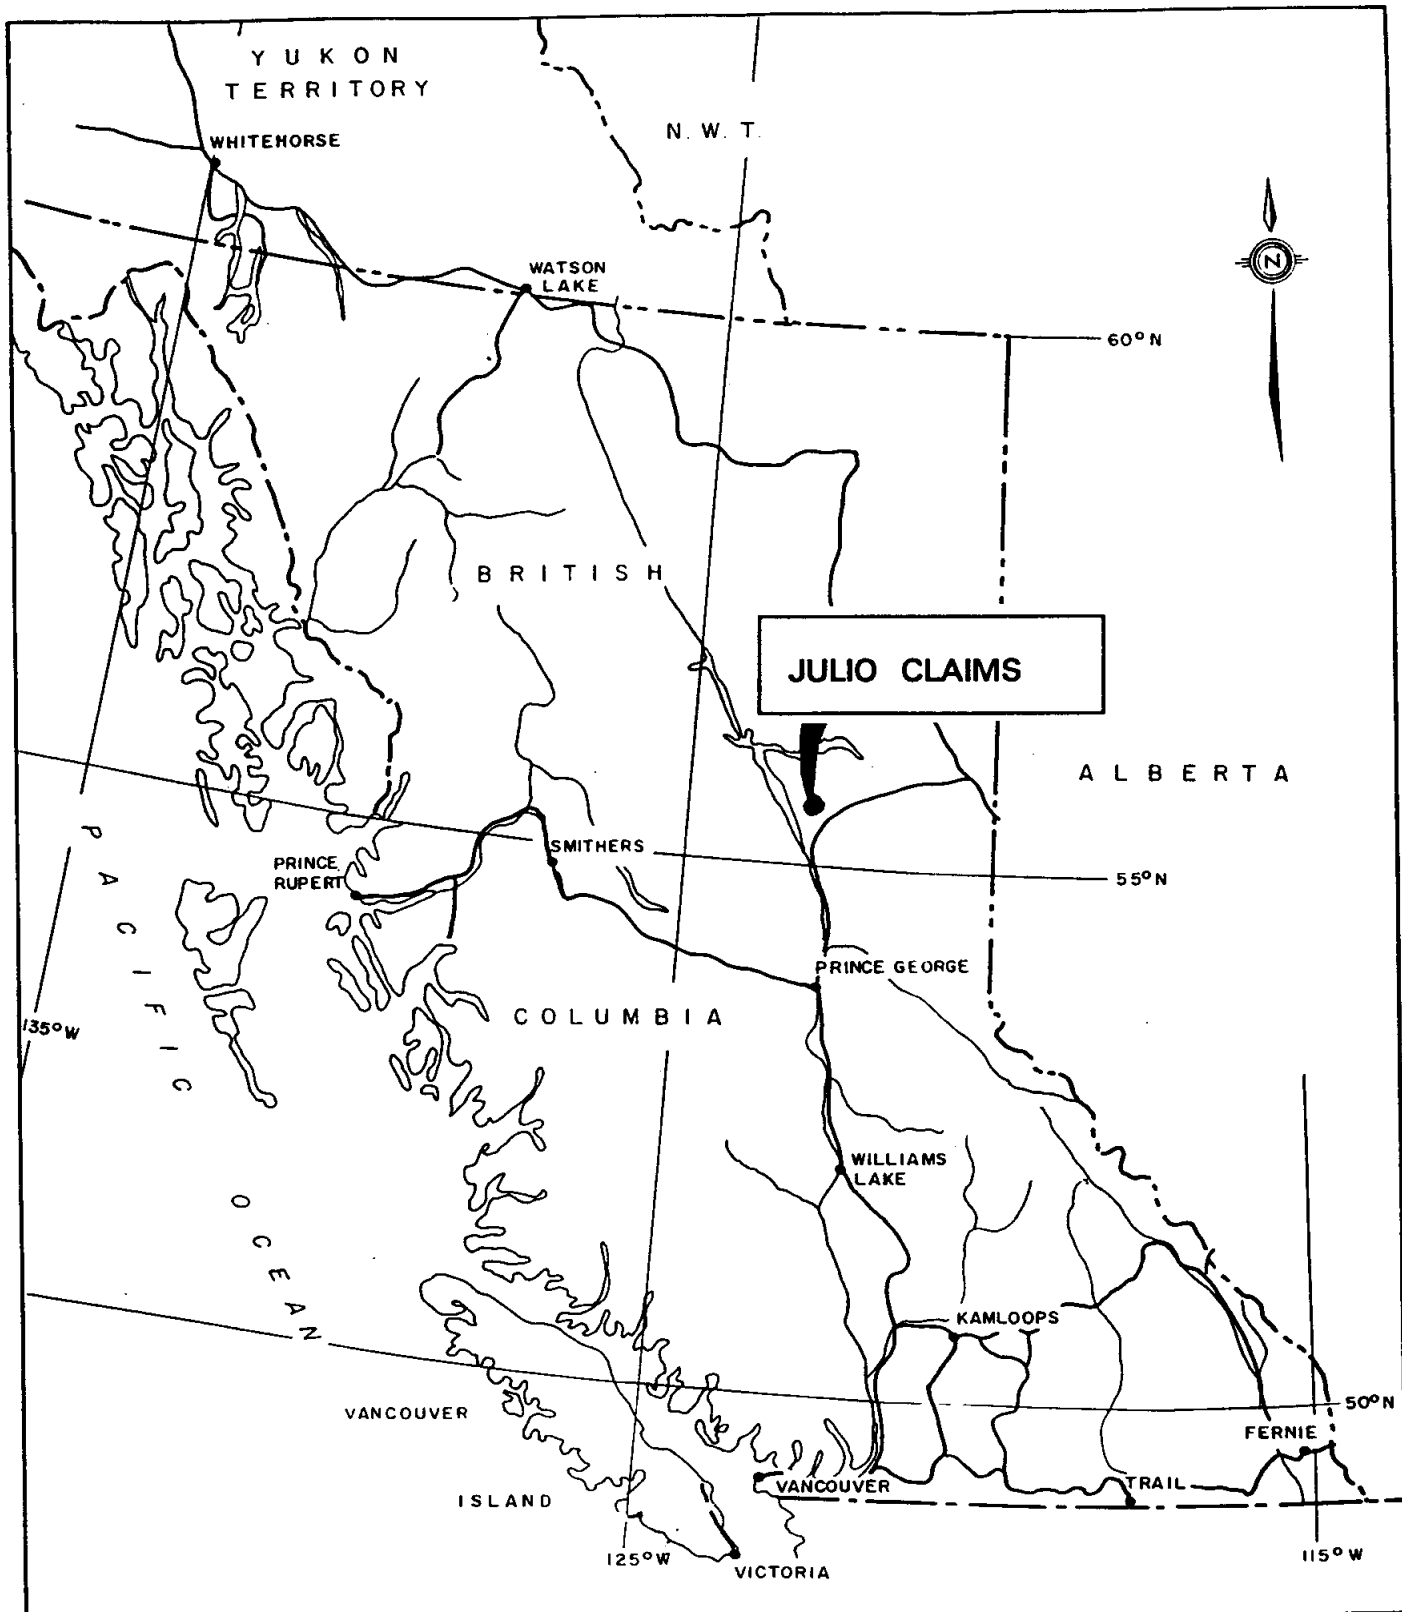 YUKON
TERRITORY
N. W. T.
WHITEHORSE
N
WATSON
LAKE
60°N
BRITISH
JULIO CLAIMS
ALBERTA
PACIFIC
SMITHERS
PRINCE
RUPERT
55°N
PRINCE GEORGE
COLUMBIA
135°W
WILLIAMS
LAKE
OCEAN
KAMLOOPS
VANCOUVER
50°N
FERNIE
VANCOUVER
TRAIL
ISLAND
125°W
115°W
VICTORIA